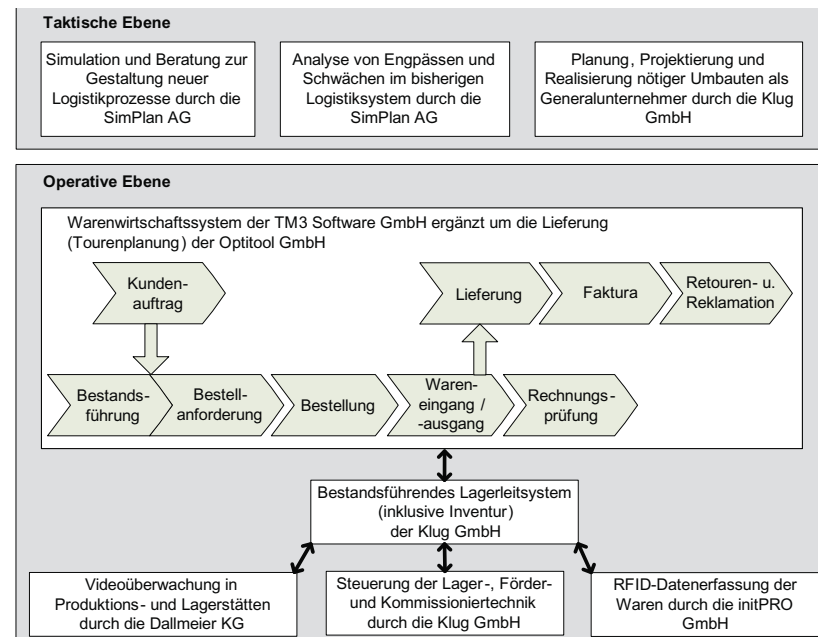 Taktische Ebene
Simulation und Beratung zur
Gestaltung neuer
Logistikprozesse durch die
SimPlan AG
Analyse von Engpässen und
Schwächen im bisherigen
Logistiksystem durch die
SimPlan AG
Planung, Projektierung und
Realisierung nötiger Umbauten als
Generalunternehmer durch die Klug
GmbH
Operative Ebene
Warenwirtschaftssystem der TM3 Software GmbH ergänzt um die Lieferung
(Tourenplanung) der Optitool GmbH
Kunden-
auftrag
Lieferung
Faktura
Retouren- u.
Reklamation
Bestands-
führung
Bestell-
anforderung
Bestellung
Waren-
eingang /
-ausgang
Rechnungs-
prüfung
Bestandsführendes Lagerleitsystem
(inklusive Inventur)
der Klug GmbH
Videoüberwachung in
Produktions- und Lagerstätten
durch die Dallmeier KG
Steuerung der Lager-, Förder-
und Kommissioniertechnik
durch die Klug GmbH
RFID-Datenerfassung der
Waren durch die initPRO
GmbH